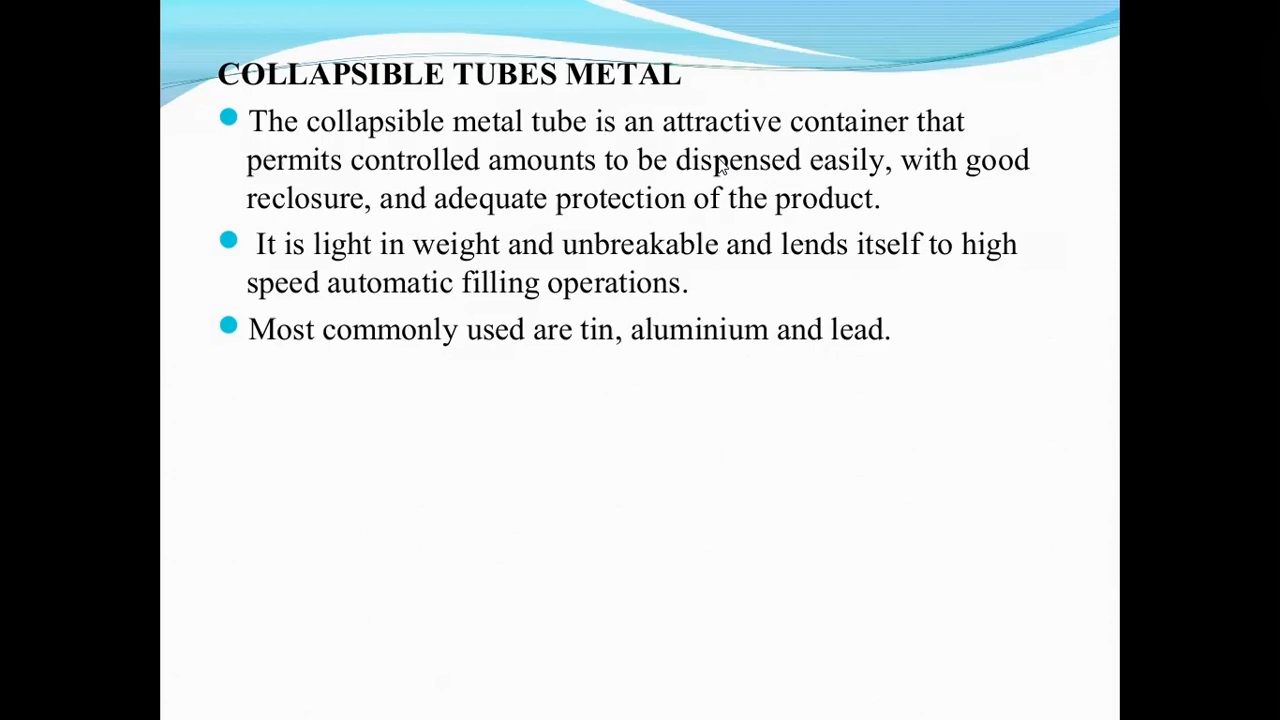 COLLAPSIBLE TUBES METAL
The collapsible metal tube is an attractive container that
permits controlled amounts to be dispensed easily, with good
reclosure, and adequate protection of the product.
It is light in weight and unbreakable and lends itself to high
speed automatic filling operations.
Most commonly used are tin, aluminium and lead.